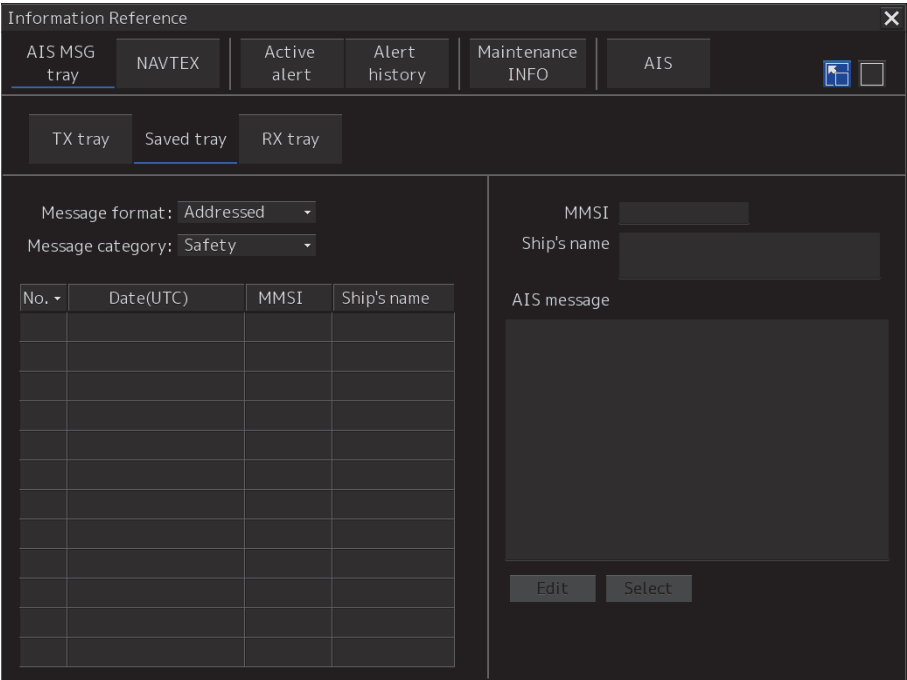 Information Reference
AIS MSG
tray
NAVTEX
Active
alert
Alert
history
Maintenance
INFO
AIS
TX tray
Saved tray
RX tray
Message format: Addressed
Message category: Safety
No.
Date(UTC)
MMSI
Ship's name
MMSI
Ship's name
AIS message
Edit
Select